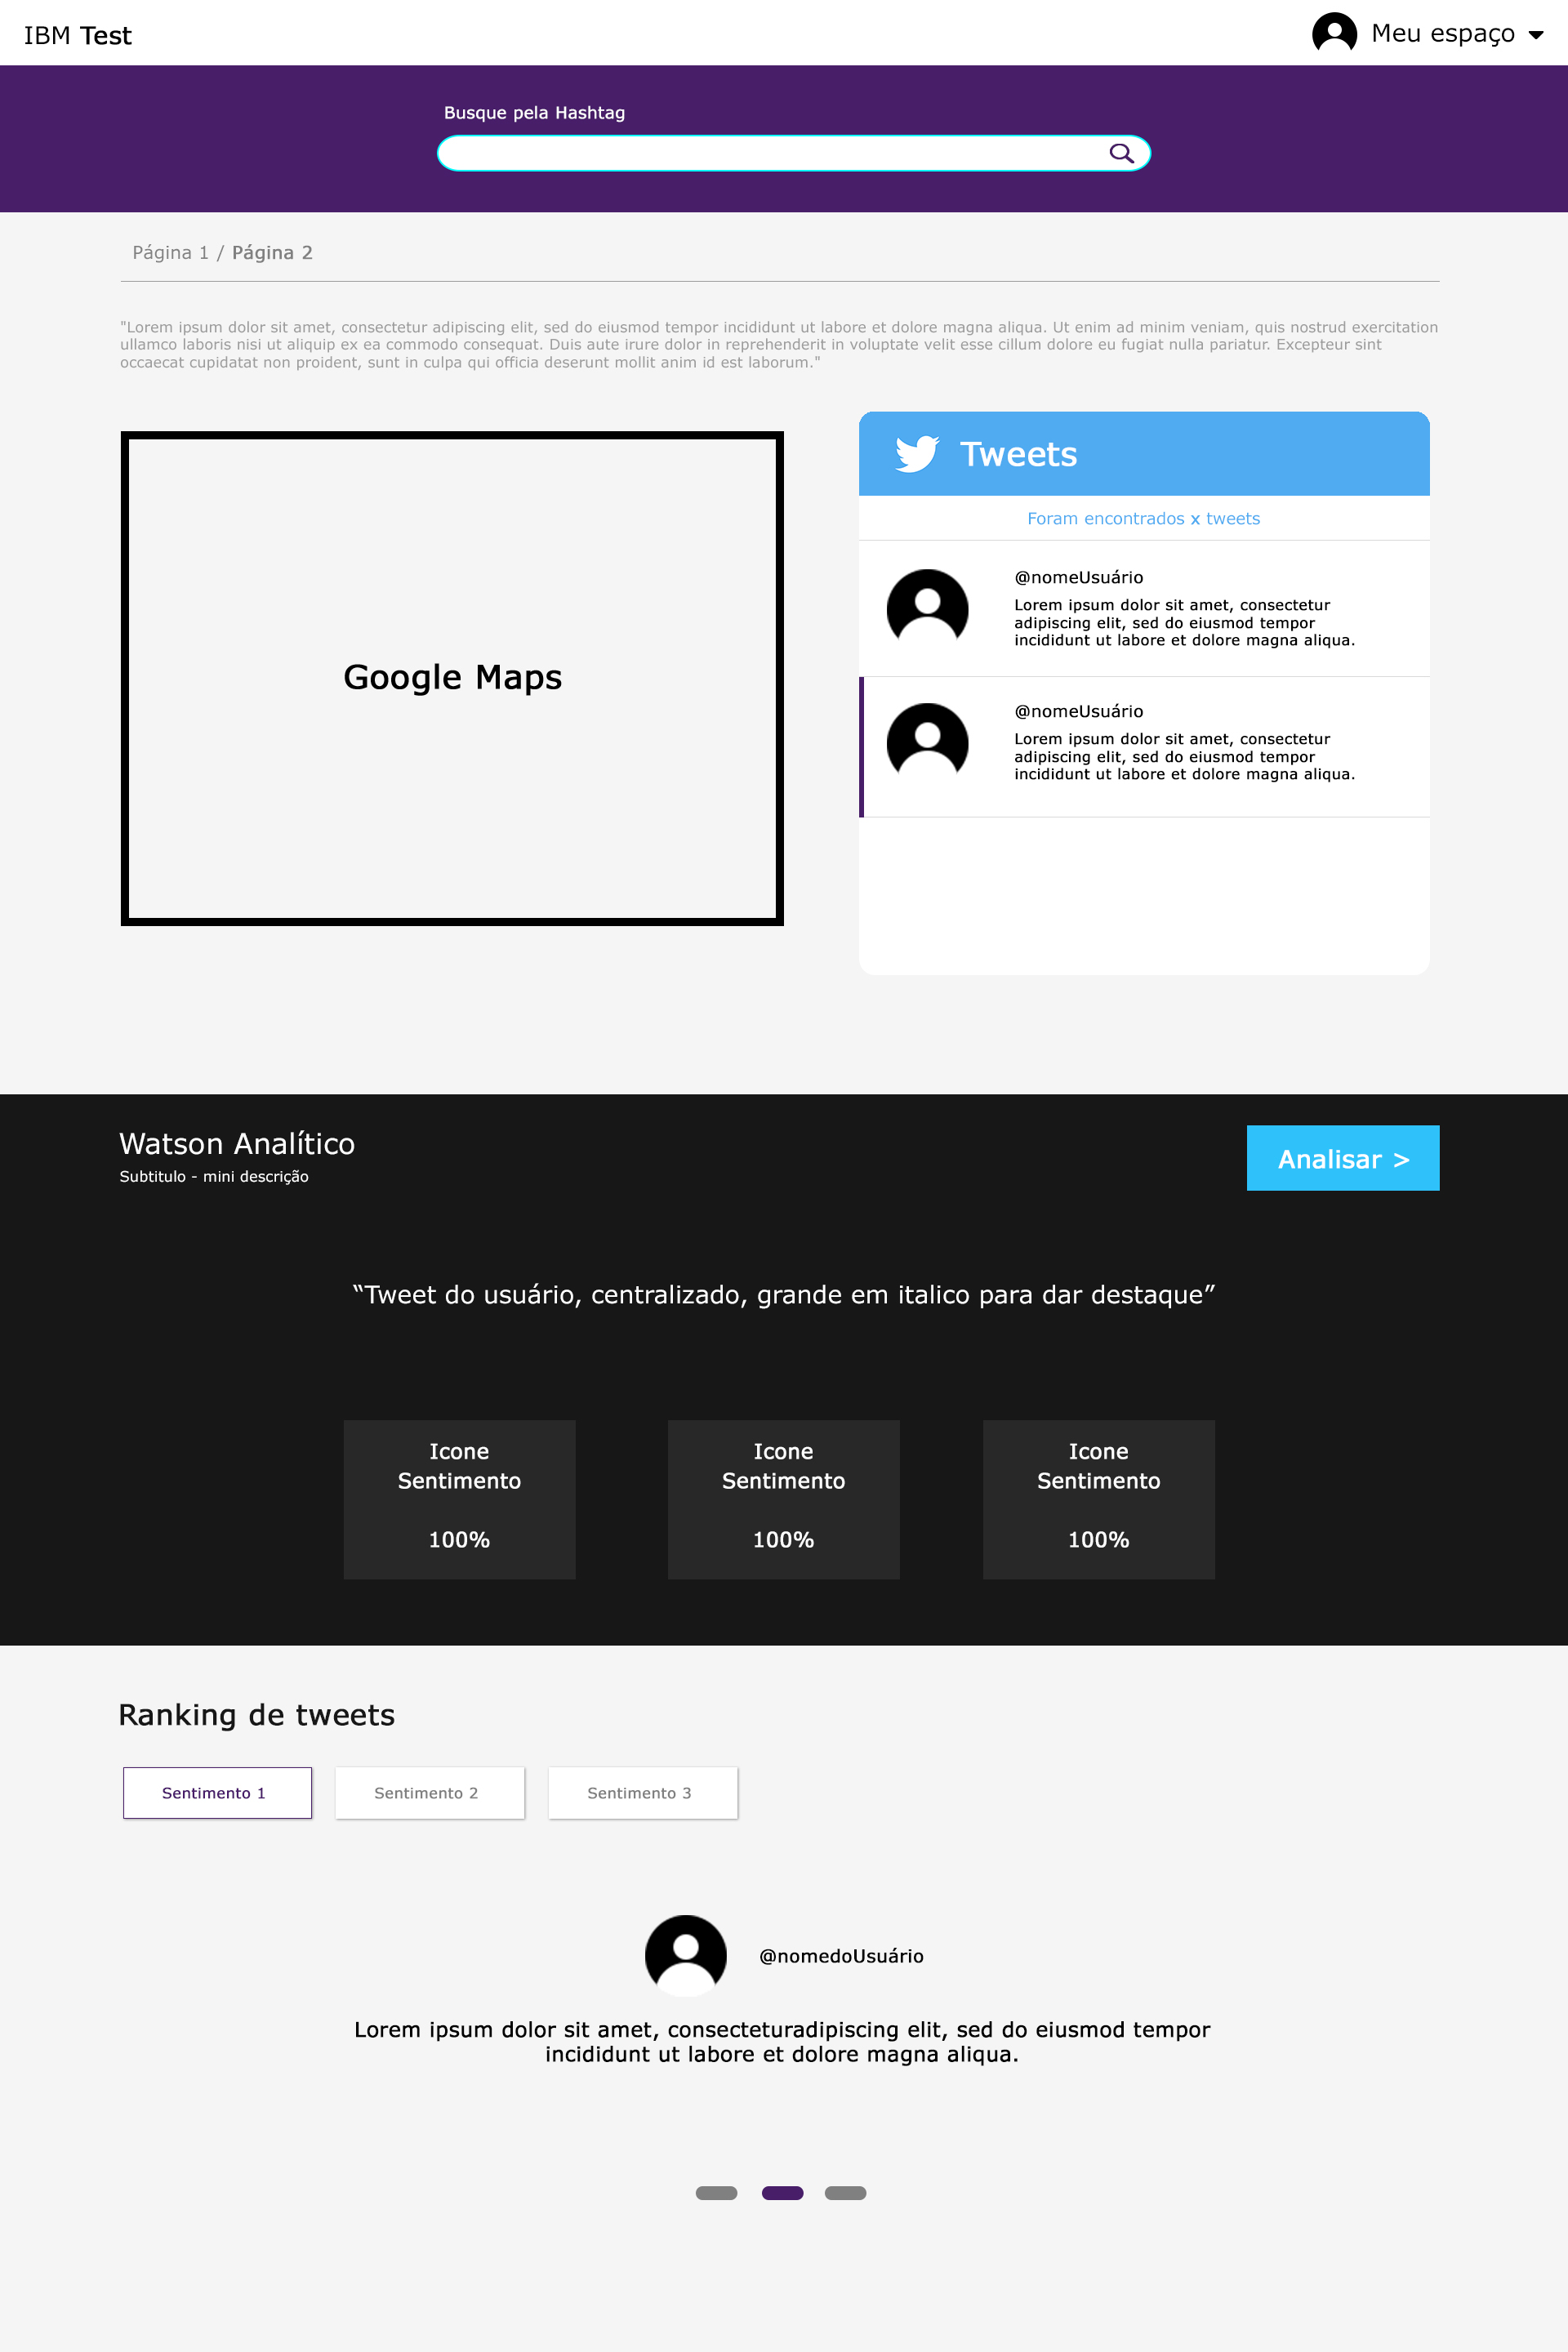 IBM Test
Meu espaço
Busque pela Hashtag
Página 1 / Página 2
"Lorem ipsum dolor sit amet, consectetur adipiscing elit, sed do eiusmod tempor incididunt ut labore et dolore magna aliqua. Ut enim ad minim veniam, quis nostrud exercitation
ullamco laboris nisi ut aliquip ex ea commodo consequat. Duis aute irure dolor in reprehenderit in voluptate velit esse cillum dolore eu fugiat nulla pariatur. Excepteur sint
occaecat cupidatat non proident, sunt in culpa qui officia deserunt mollit anim id est laborum."
Google Maps
Tweets
Foram encontrados x tweets
@nomeUsuário
Lorem ipsum dolor sit amet, consectetur
adipiscing elit, sed do eiusmod tempor
incididunt ut labore et dolore magna aliqua.
@nomeUsuário
Lorem ipsum dolor sit amet, consectetur
adipiscing elit, sed do eiusmod tempor
incididunt ut labore et dolore magna aliqua.
Watson Analítico
Subtitulo - mini descrição
Analisar >
“Tweet do usuário, centralizado, grande em italico para dar destaque”
Icone
Sentimento
100%
Icone
Sentimento
100%
Icone
Sentimento
100%
Ranking de tweets
Sentimento 1
Sentimento 2
Sentimento 3
@nomedoUsuário
Lorem ipsum dolor sit amet, consecteturadipiscing elit, sed do eiusmod tempor
incididunt ut labore et dolore magna aliqua.